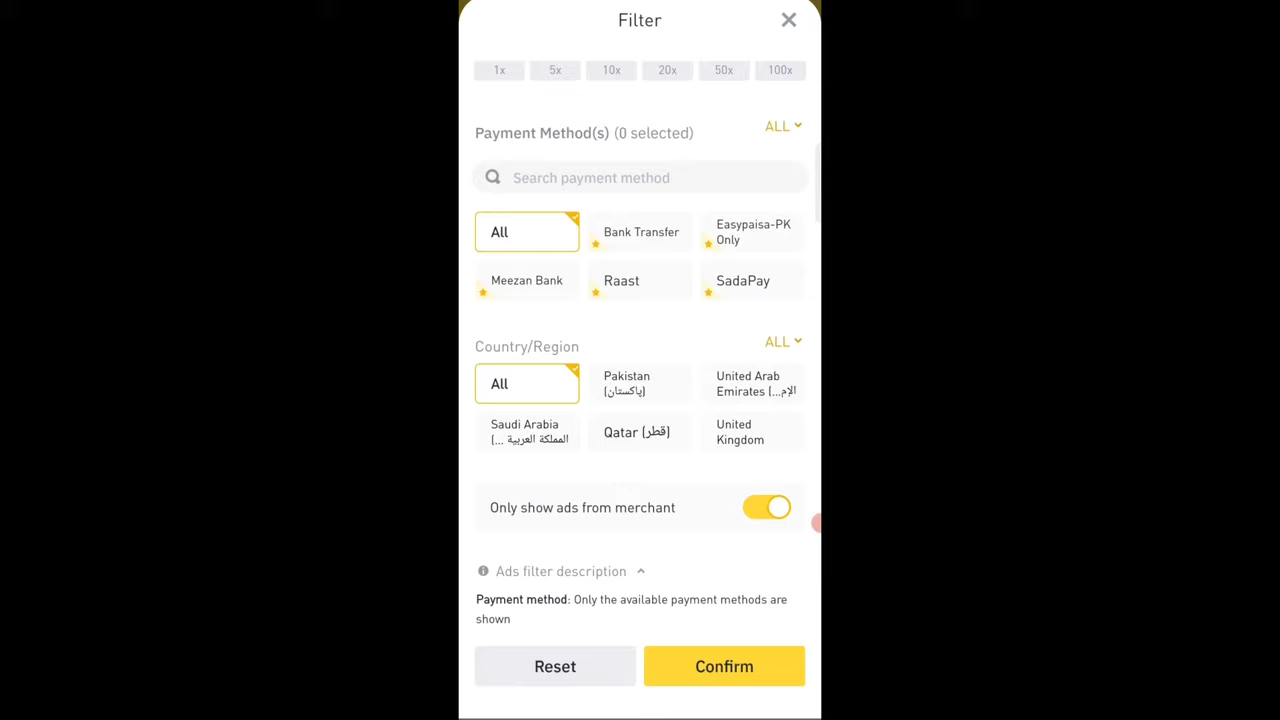 Filter
1x 5x 10x 20x 50x 100x
Payment Method(s) (0 selected) ALL
Search payment method
All
Bank Transfer
Easypaisa-PK
Only
Meezan Bank
Raast
SadaPay
Country/Region ALL
All
Pakistan
(پاکستان)
United Arab
Emirates (الإم...)
Saudi Arabia
(المملكة العربية ...
Qatar (قطر)
United
Kingdom
Only show ads from merchant
Ads filter description
Payment method: Only the available payment methods are
shown
Reset
Confirm